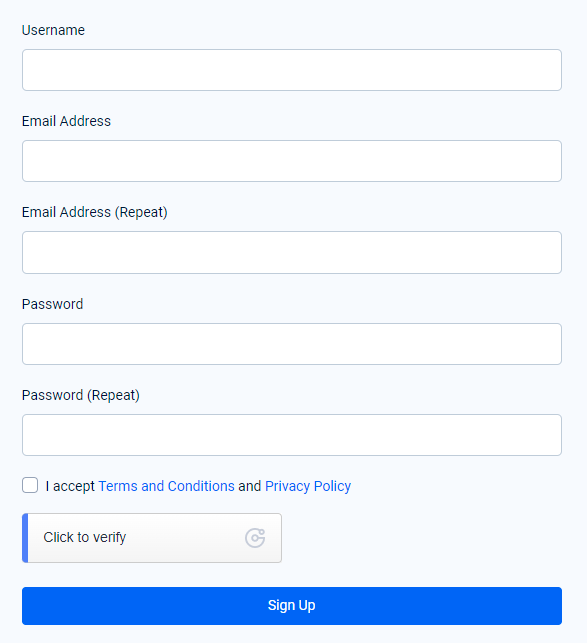 Username
Email Address
Email Address (Repeat)
Password
Password (Repeat)
I accept Terms and Conditions and Privacy Policy
Click to verify
Sign Up